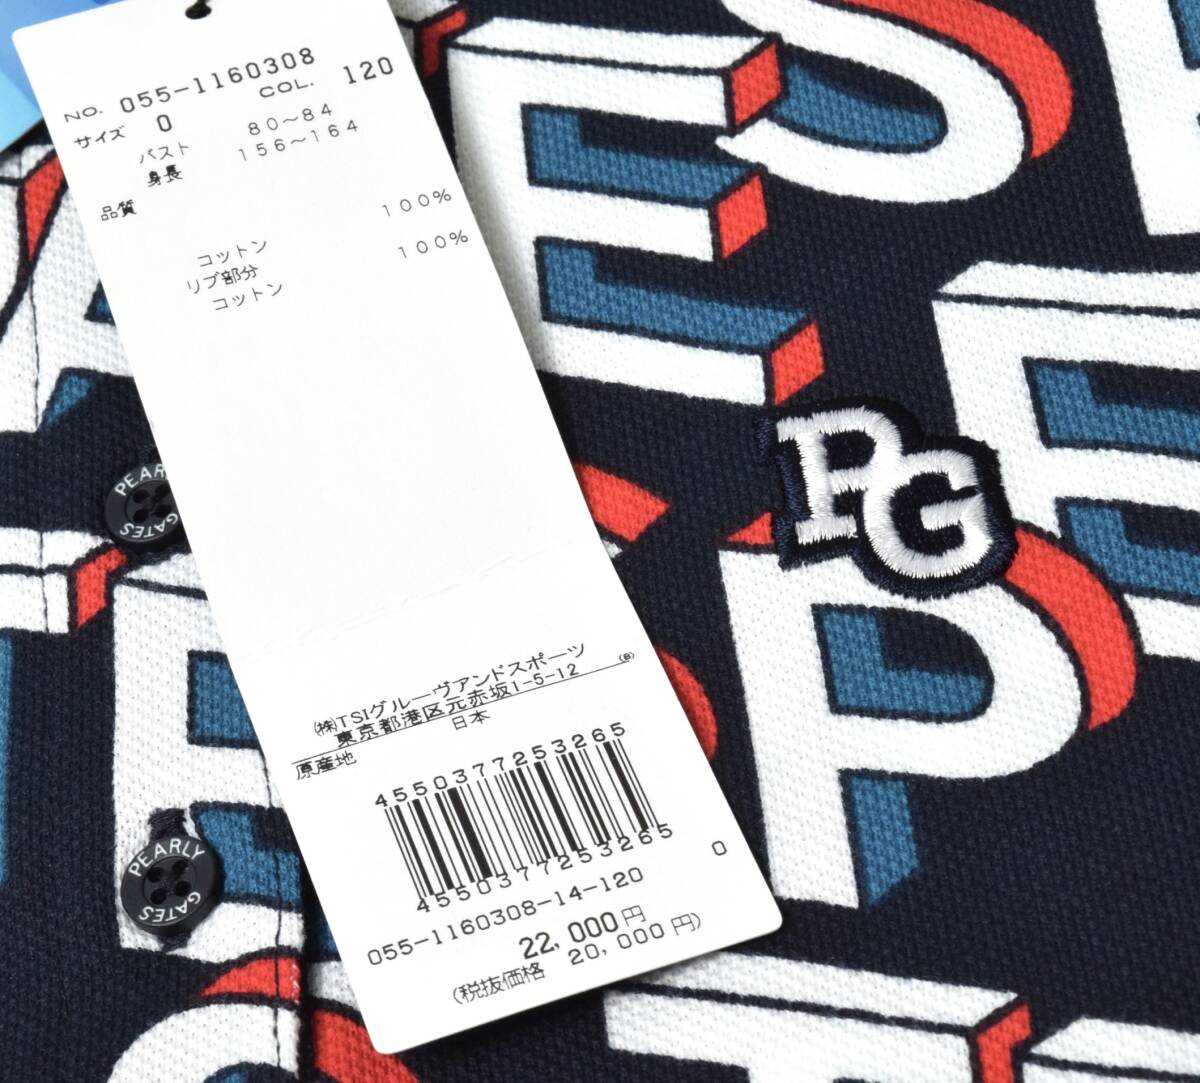 NO. 055-1160308
COL. 120
サイズ 0
バスト 80～84
身長 156～164
品質
コットン 100%
リブ部分
コットン 100%
㈱TSIグルーヴアンドスポーツ
東京都港区元赤坂1-5-12 (B)
原産地 日本
4550377253265
4550377253265
055-1160308-14-120 0
22,000円
(税抜価格 20,000円)
PG
PEARLY GATES
PEARLY GATES